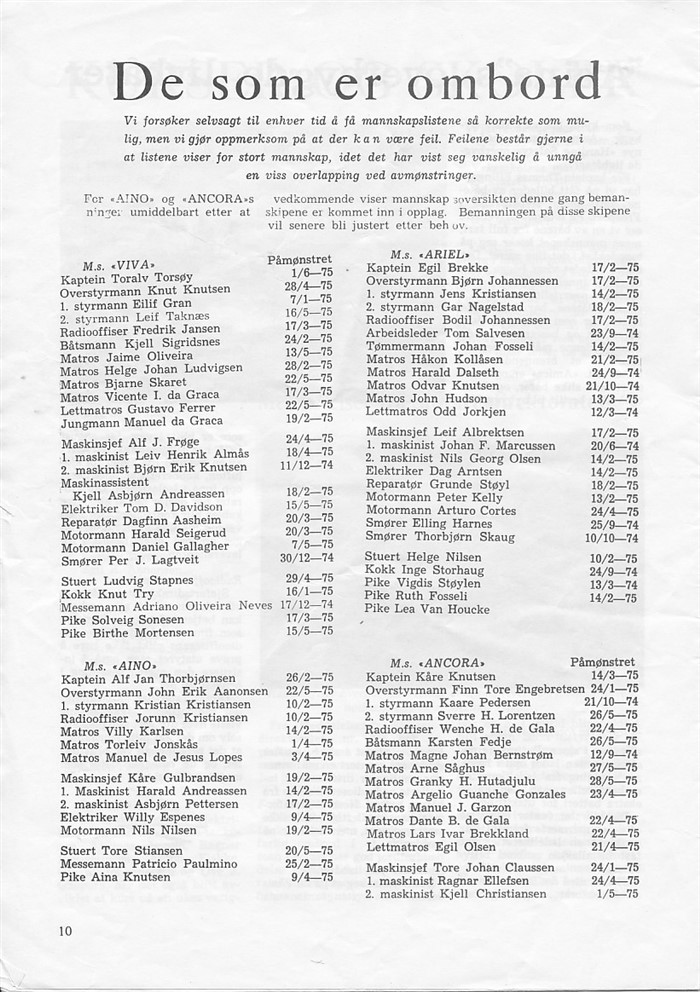 De som er ombord
Vi forsøker selvsagt til enhver tid å få mannskapslistene så korrekte som mu-
lig, men vi gjør oppmerksom på at der kan være feil. Feilene består gjerne i
at listene viser for stort mannskap, idet det har vist seg vanskelig å unngå
en viss overlapping ved avmønstringer.
For «AINO» og «ANCORA»s vedkommende viser mannskapsoversikten denne gang beman-
ningen umiddelbart etter at skipene er kommet inn i opplag. Bemanningen på disse skipene
vil senere bli justert etter behov.
M.s. «VIVA» Påmønstret
Kaptein Toralv Torsøy 1/6—75
Overstyrmann Knut Knutsen 28/4—75
1. styrmann Eilif Gran 7/1—75
2. styrmann Leif Taknæs 16/5—75
Radiooffiser Fredrik Jansen 17/3—75
Båtsmann Kjell Sigridsnes 24/2—75
Matros Jaime Oliveira 13/5—75
Matros Helge Johan Ludvigsen 28/2—75
Matros Bjarne Skaret 22/5—75
Matros Vicente I. da Graca 17/3—75
Lettmatros Gustavo Ferrer 22/5—75
Jungmann Manuel da Graca 19/2—75
Maskinsjef Alf J. Frøge 24/4—75
1. maskinist Leiv Henrik Almås 18/4—75
2. maskinist Bjørn Erik Knutsen 11/12—74
Maskinassistent
Kjell Asbjørn Andreassen 18/2—75
Elektriker Tom D. Davidson 15/5—75
Reparatør Dagfinn Aasheim 20/3—75
Motormann Harald Seigerud 20/3—75
Motormann Daniel Gallagher 7/5—75
Smører Per J. Lagtveit 30/12—74
Stuert Ludvig Stapnes 29/4—75
Kokk Knut Try 16/1—75
Messemann Adriano Oliveira Neves 17/12—74
Pike Solveig Sonesen 17/3—75
Pike Birthe Mortensen 15/5—75
M.s. «AINO»
Kaptein Alf Jan Thorbjørnsen 26/2—75
Overstyrmann John Erik Aanonsen 22/5—75
1. styrmann Kristian Kristiansen 10/2—75
Radiooffiser Jorunn Kristiansen 10/2—75
Matros Villy Karlsen 14/2—75
Matros Torleiv Jonskås 1/4—75
Matros Manuel de Jesus Lopes 3/4—75
Maskinsjef Kåre Gulbrandsen 19/2—75
1. Maskinist Harald Andreassen 14/2—75
2. maskinist Asbjørn Pettersen 17/2—75
Elektriker Willy Espenes 9/4—75
Motormann Nils Nilsen 19/2—75
Stuert Tore Stiansen 20/5—75
Messemann Patricio Paulmino 25/2—75
Pike Aina Knutsen 9/4—75
M.s. «ARIEL»
Kaptein Egil Brekke 17/2—75
Overstyrmann Bjørn Johannessen 17/2—75
1. styrmann Jens Kristiansen 14/2—75
2. styrmann Gar Nagelstad 18/2—75
Radiooffiser Bodil Johannessen 17/2—75
Arbeidsleder Tom Salvesen 23/9—74
Tømmermann Johan Fosseli 14/2—75
Matros Håkon Kollåsen 21/2—75
Matros Harald Dalseth 24/9—74
Matros Odvar Knutsen 21/10—74
Matros John Hudson 13/3—75
Lettmatros Odd Jorkjen 12/3—74
Maskinsjef Leif Albrektsen 17/2—75
1. maskinist Johan F. Marcussen 20/6—74
2. maskinist Nils Georg Olsen 14/2—75
Elektriker Dag Arntsen 14/2—75
Reparatør Grunde Støyl 18/2—75
Motormann Peter Kelly 13/2—75
Motormann Arturo Cortes 24/4—75
Smører Elling Harnes 25/9—74
Smører Thorbjørn Skaug 10/10—74
Stuert Helge Nilsen 10/2—75
Kokk Inge Storhaug 24/9—74
Pike Vigdis Støylen 13/3—74
Pike Ruth Fosseli 14/2—75
Pike Lea Van Houcke
M.s. «ANCORA» Påmønstret
Kaptein Kåre Knutsen 14/3—75
Overstyrmann Finn Tore Engebretsen 24/1—75
1. styrmann Kaare Pedersen 21/10—74
2. styrmann Sverre H. Lorentzen 26/5—75
Radiooffiser Wenche H. de Gala 22/4—75
Båtsmann Karsten Fedje 26/5—75
Matros Magne Johan Bernstrøm 12/9—74
Matros Arne Såghus 27/5—75
Matros Granky H. Hutadjulu 28/5—75
Matros Argelio Guanche Gonzales 23/4—75
Matros Manuel J. Garzon
Matros Dante B. de Gala 22/4—75
Matros Lars Ivar Brekkland 22/4—75
Lettmatros Egil Olsen 21/4—75
Maskinsjef Tore Johan Claussen 24/1—75
1. maskinist Ragnar Ellefsen 24/4—75
2. maskinist Kjell Christiansen 1/5—75
10